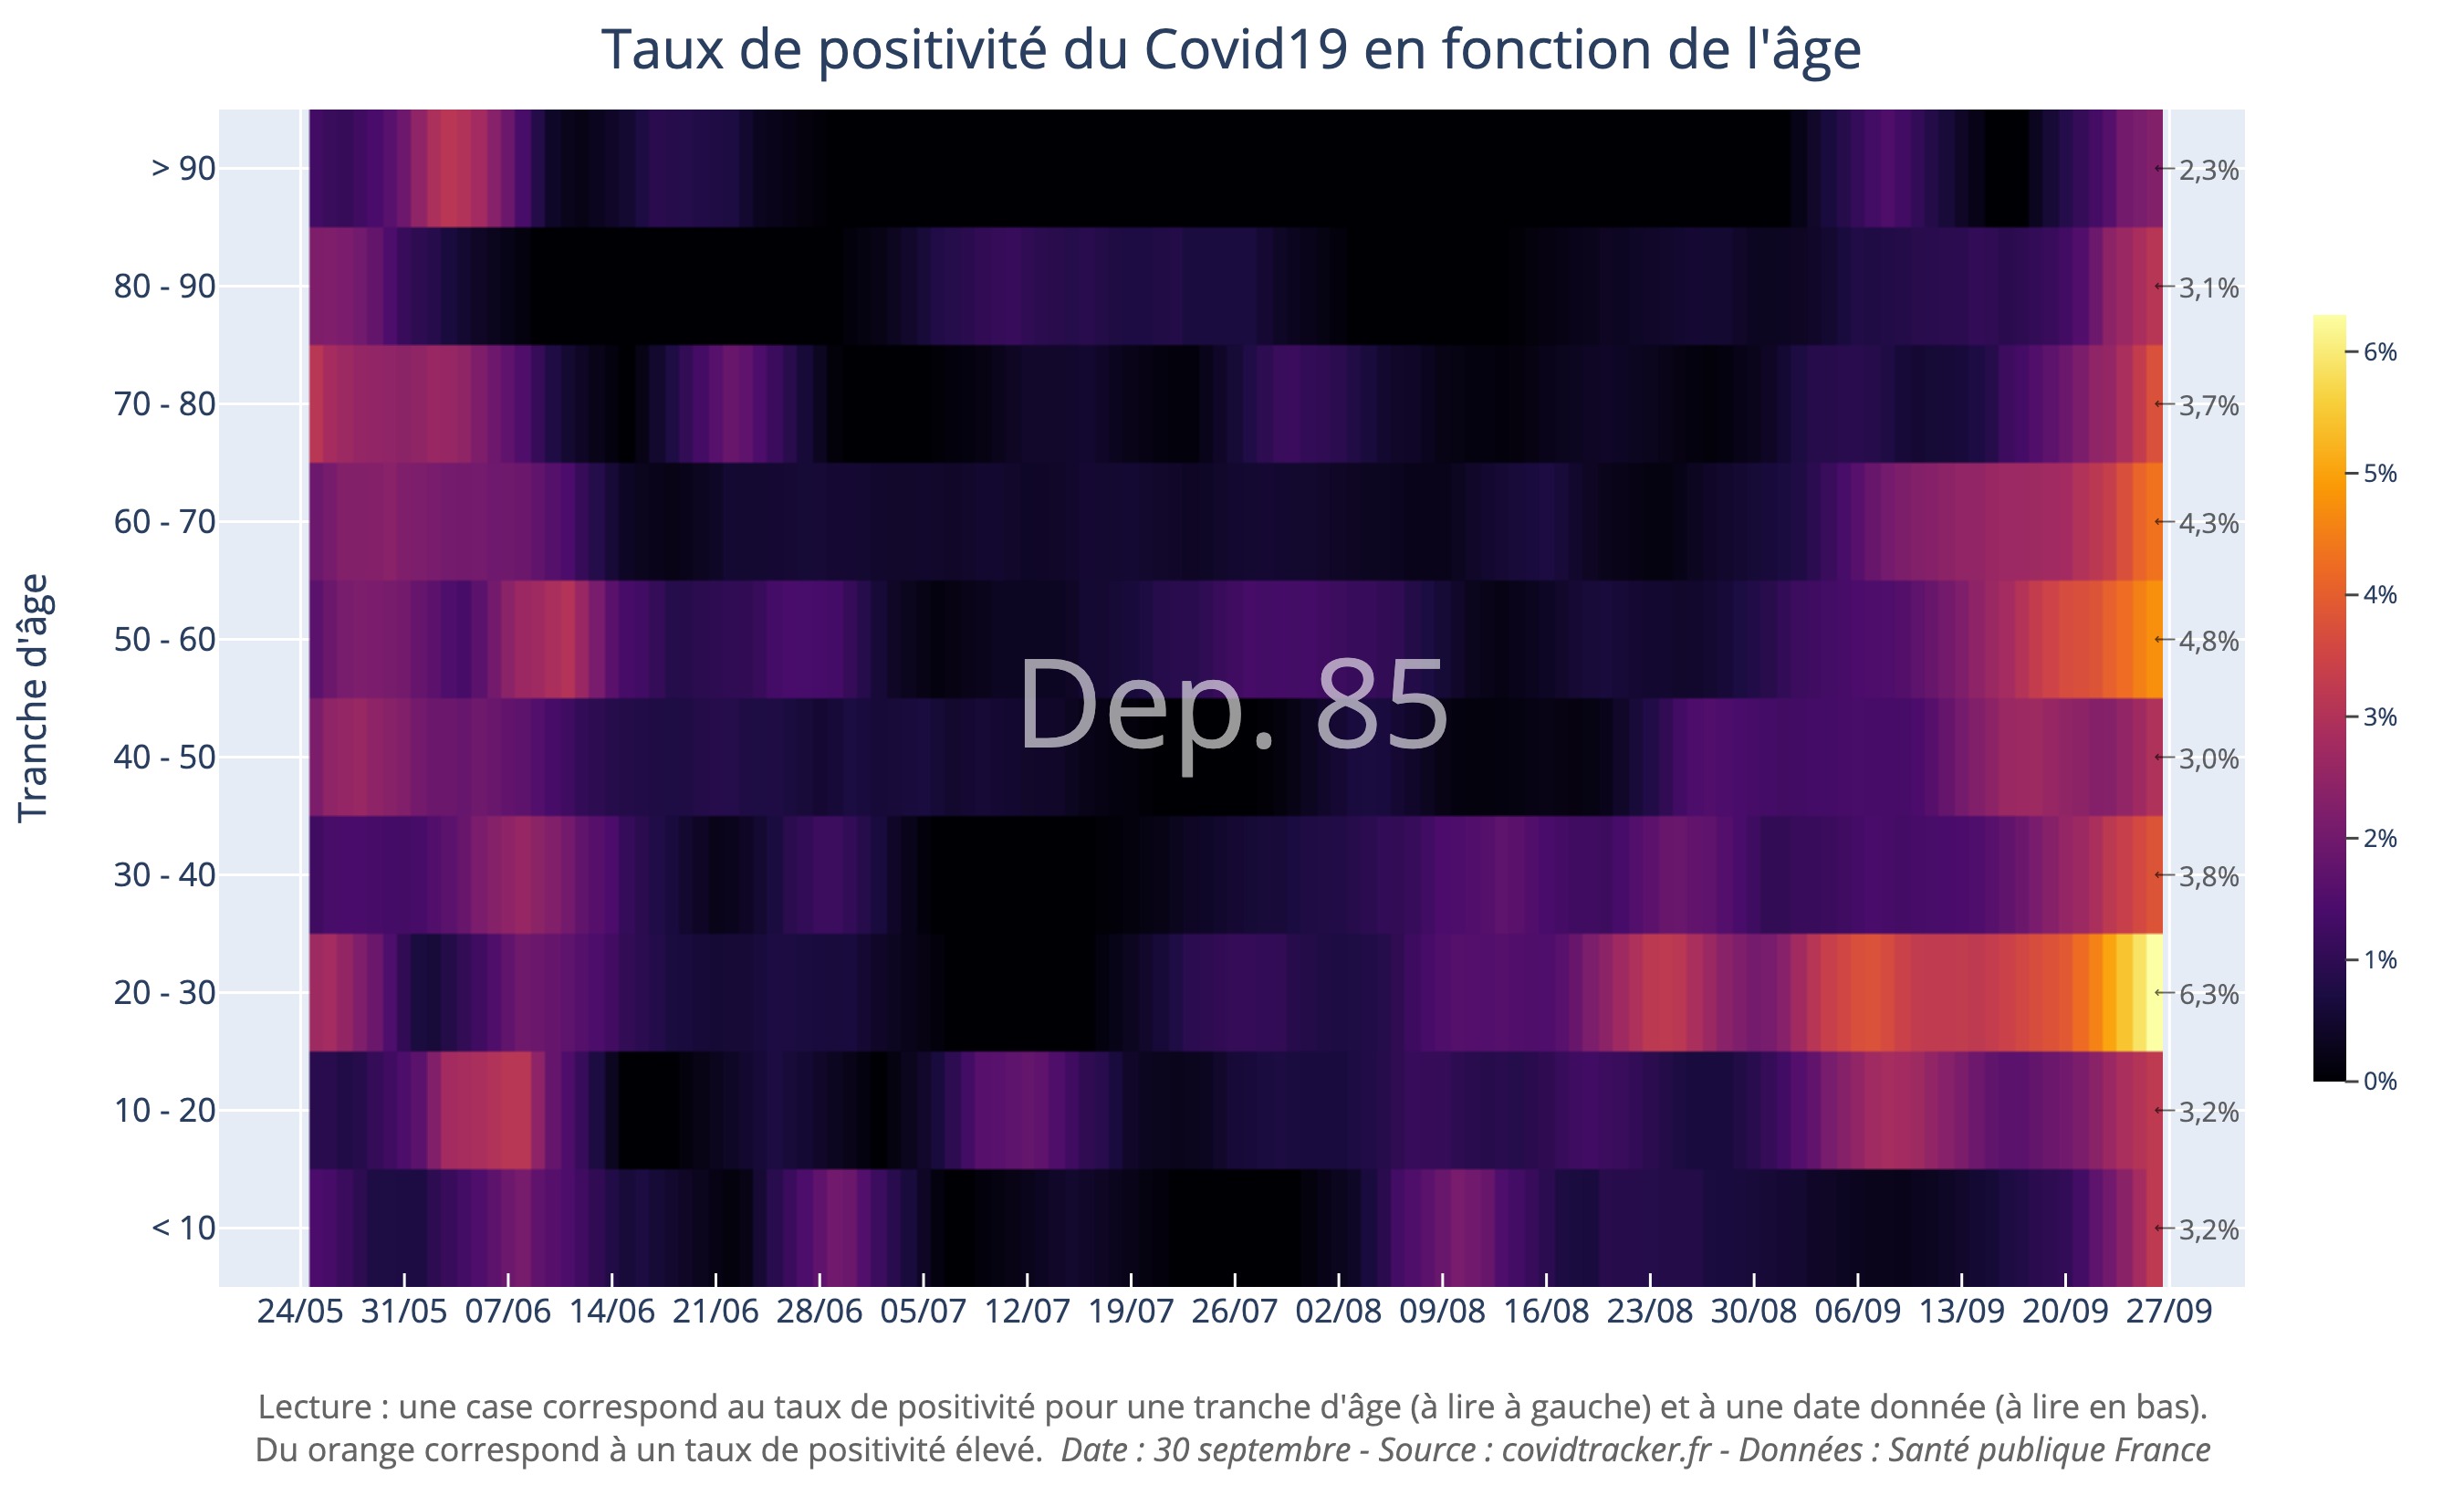 Taux de positivité du Covid19 en fonction de l'âge
Tranche d'âge
> 90
80 - 90
70 - 80
60 - 70
50 - 60
40 - 50
30 - 40
20 - 30
10 - 20
< 10
Dep. 85
←2,3%
←3,1%
←3,7%
←4,3%
←4,8%
←3,0%
←3,8%
←6,3%
←3,2%
←3,2%
6%
5%
4%
3%
2%
1%
0%
24/05 31/05 07/06 14/06 21/06 28/06 05/07 12/07 19/07 26/07 02/08 09/08 16/08 23/08 30/08 06/09 13/09 20/09 27/09
Lecture : une case correspond au taux de positivité pour une tranche d'âge (à lire à gauche) et à une date donnée (à lire en bas).
Du orange correspond à un taux de positivité élevé. Date : 30 septembre - Source : covidtracker.fr - Données : Santé publique France